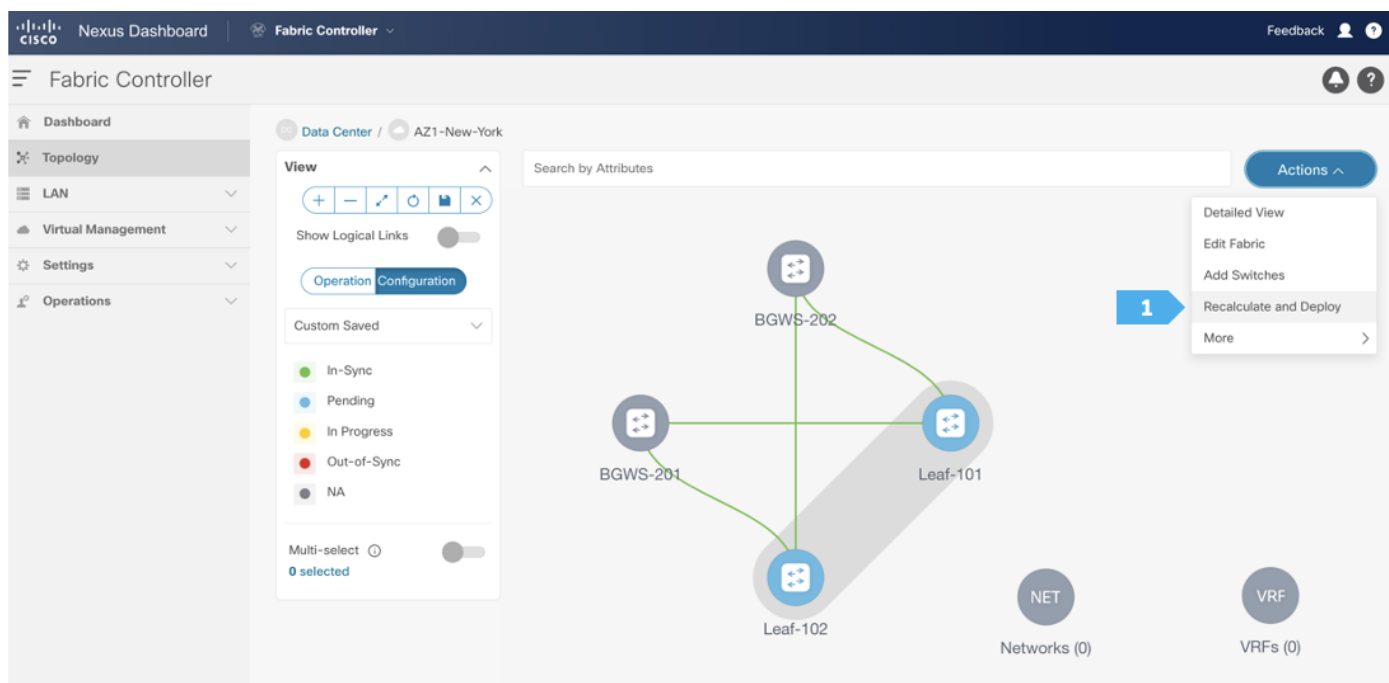 CISCO
Nexus Dashboard
Fabric Controller
Feedback
?
Fabric Controller
?
Dashboard
Topology
LAN
Virtual Management
Settings
Operations
DC Data Center / AZ1-New-York
View
Search by Attributes
Actions
+ −
Show Logical Links
Operation Configuration
Custom Saved
In-Sync
Pending
In Progress
Out-of-Sync
NA
Multi-select
0 selected
Detailed View
Edit Fabric
Add Switches
1
Recalculate and Deploy
More
BGWS-202
BGWS-201
Leaf-101
Leaf-102
NET
Networks (0)
VRF
VRFs (0)